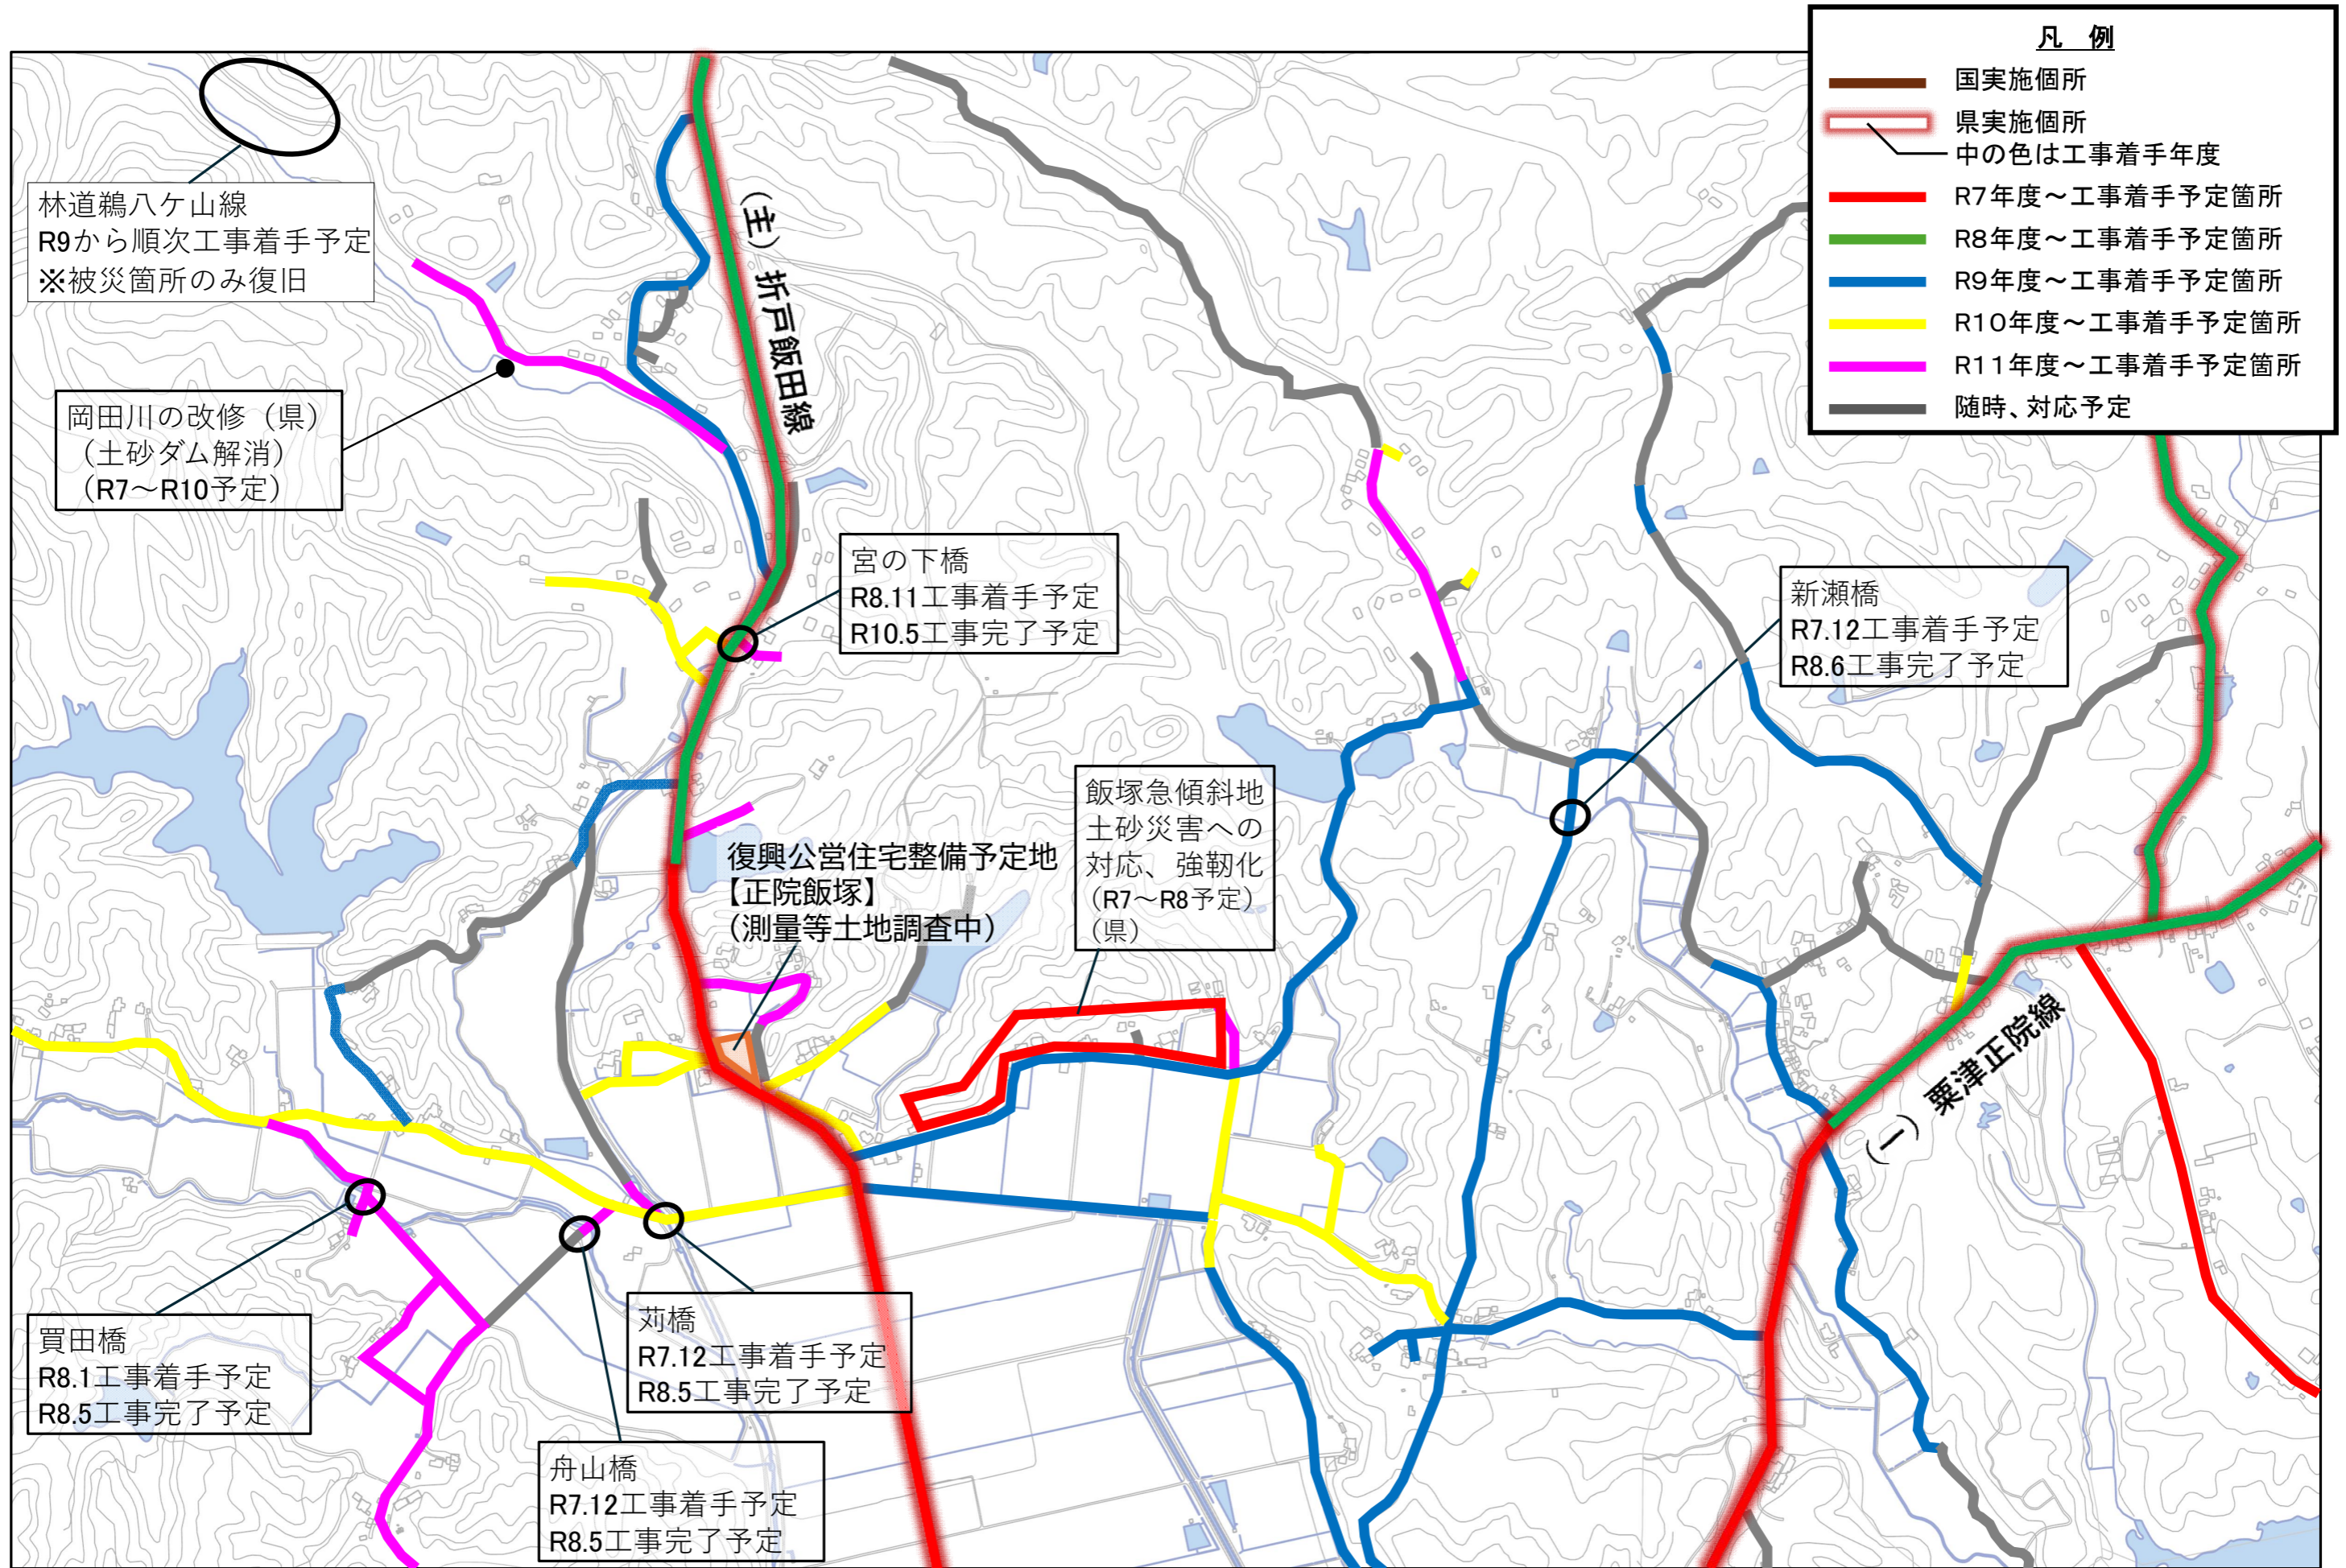 凡 例
国実施個所
県実施個所
中の色は工事着手年度
R7年度～工事着手予定箇所
R8年度～工事着手予定箇所
R9年度～工事着手予定箇所
R10年度～工事着手予定箇所
R11年度～工事着手予定箇所
随時、対応予定
林道鵜八ケ山線
R9から順次工事着手予定
※被災箇所のみ復旧
(主)折戸飯田線
岡田川の改修（県）
（土砂ダム解消）
（R7～R10予定）
宮の下橋
R8.11工事着手予定
R10.5工事完了予定
新瀬橋
R7.12工事着手予定
R8.6工事完了予定
飯塚急傾斜地
土砂災害への
対応、強靭化
（R7～R8予定）
（県）
復興公営住宅整備予定地
【正院飯塚】
（測量等土地調査中）
(一) 粟津正院線
買田橋
R8.1工事着手予定
R8.5工事完了予定
苅橋
R7.12工事着手予定
R8.5工事完了予定
舟山橋
R7.12工事着手予定
R8.5工事完了予定